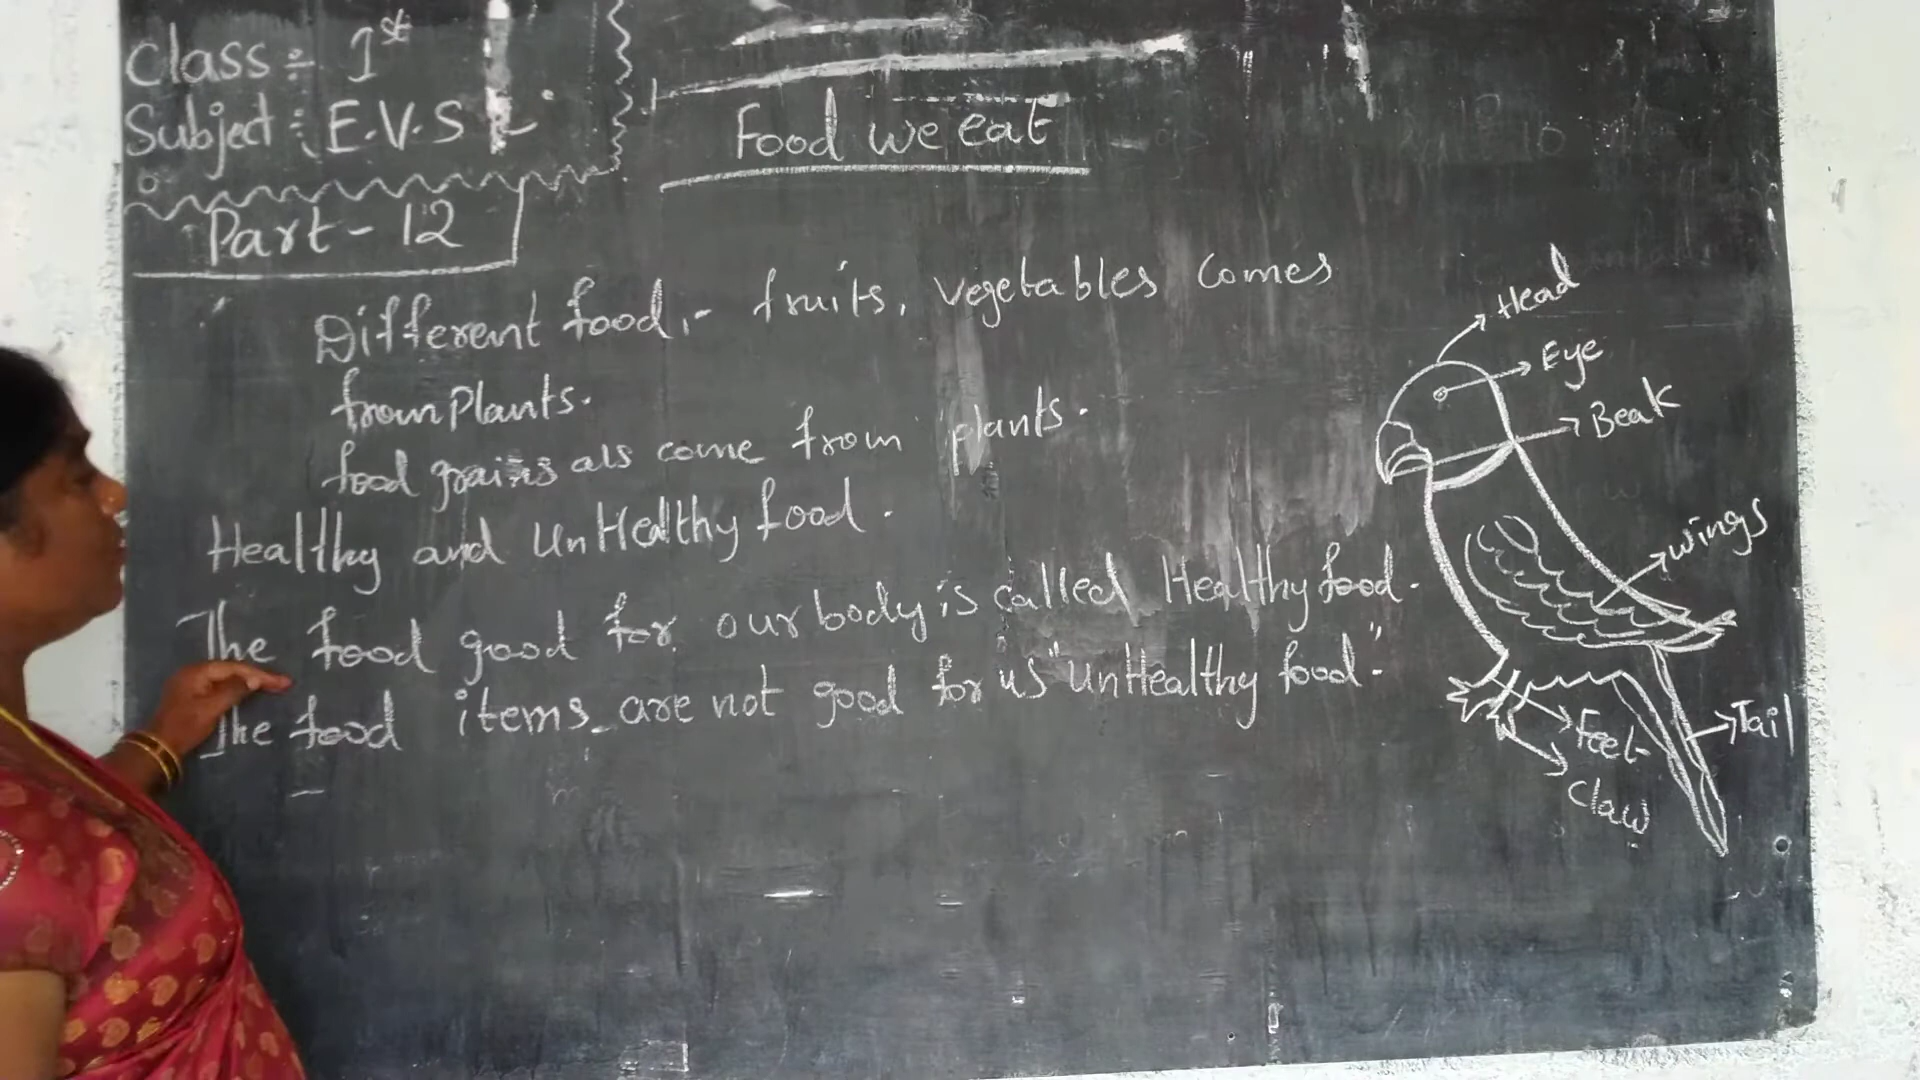 Class :- 1st
Subject :- E.V.S
Part - 12
Food we eat
Different food :- fruits, vegetables comes
from Plants.
food grains als come from plants.
Healthy and UnHealthy food.
The food good for our body is called Healthy food.
The food items are not good for us "UnHealthy food".
Head
Eye
Beak
wings
Tail
Feet
Claw